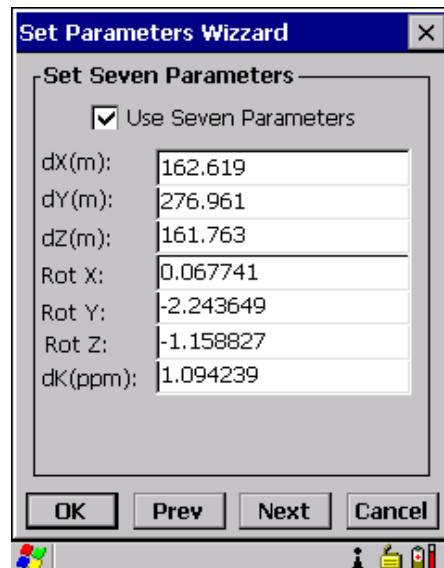 Set Parameters Wizzard
Set Seven Parameters
Use Seven Parameters
dX(m): 162.619
dY(m): 276.961
dZ(m): 161.763
Rot X: 0.067741
Rot Y: -2.243649
Rot Z: -1.158827
dK(ppm): 1.094239
OK Prev Next Cancel